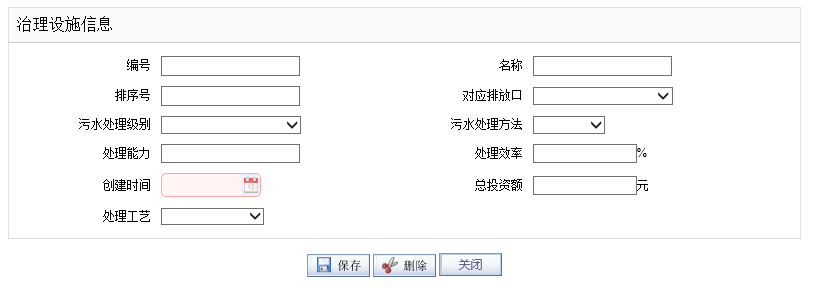 治理设施信息
编号 名称
排序号 对应排放口
污水处理级别 污水处理方法
处理能力 处理效率 %
创建时间 总投资额 元
处理工艺
保存 删除 关闭